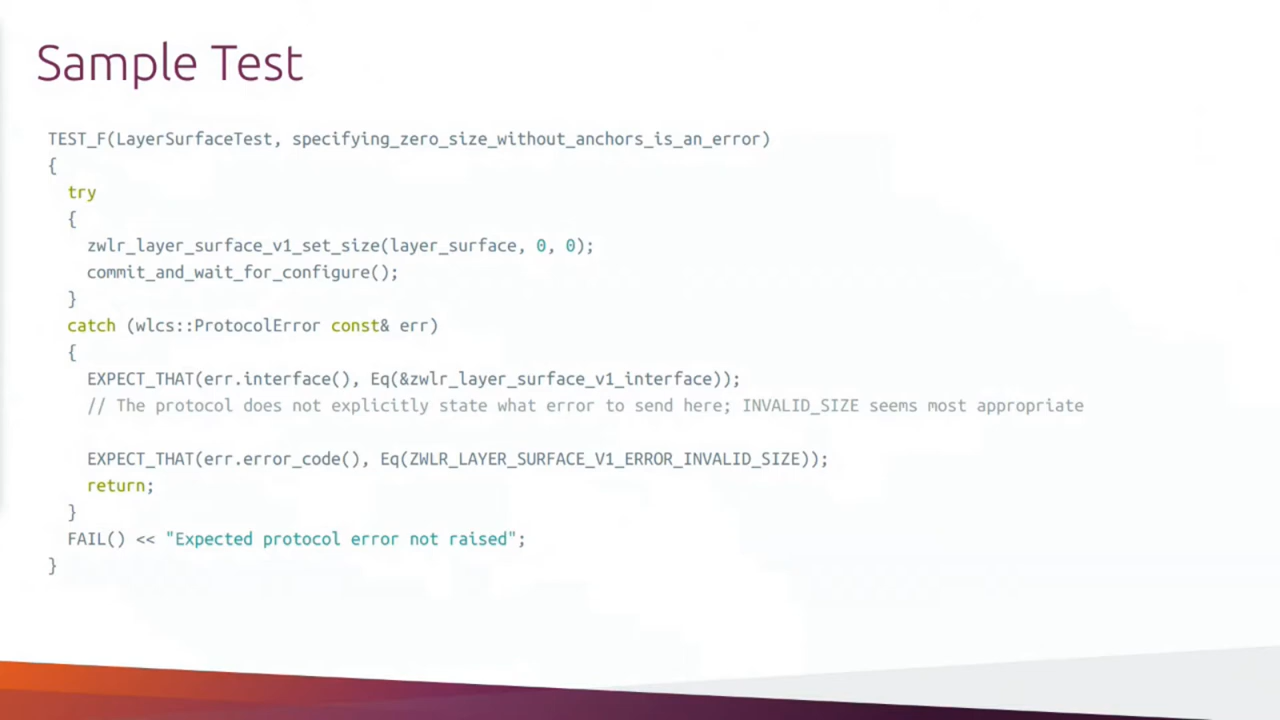 Sample Test
TEST_F(LayerSurfaceTest, specifying_zero_size_without_anchors_is_an_error)
{
  try
  {
    zwlr_layer_surface_v1_set_size(layer_surface, 0, 0);
    commit_and_wait_for_configure();
  }
  catch (wlcs::ProtocolError const& err)
  {
    EXPECT_THAT(err.interface(), Eq(&zwlr_layer_surface_v1_interface));
    // The protocol does not explicitly state what error to send here; INVALID_SIZE seems most appropriate
    EXPECT_THAT(err.error_code(), Eq(ZWLR_LAYER_SURFACE_V1_ERROR_INVALID_SIZE));
    return;
  }
  FAIL() << "Expected protocol error not raised";
}